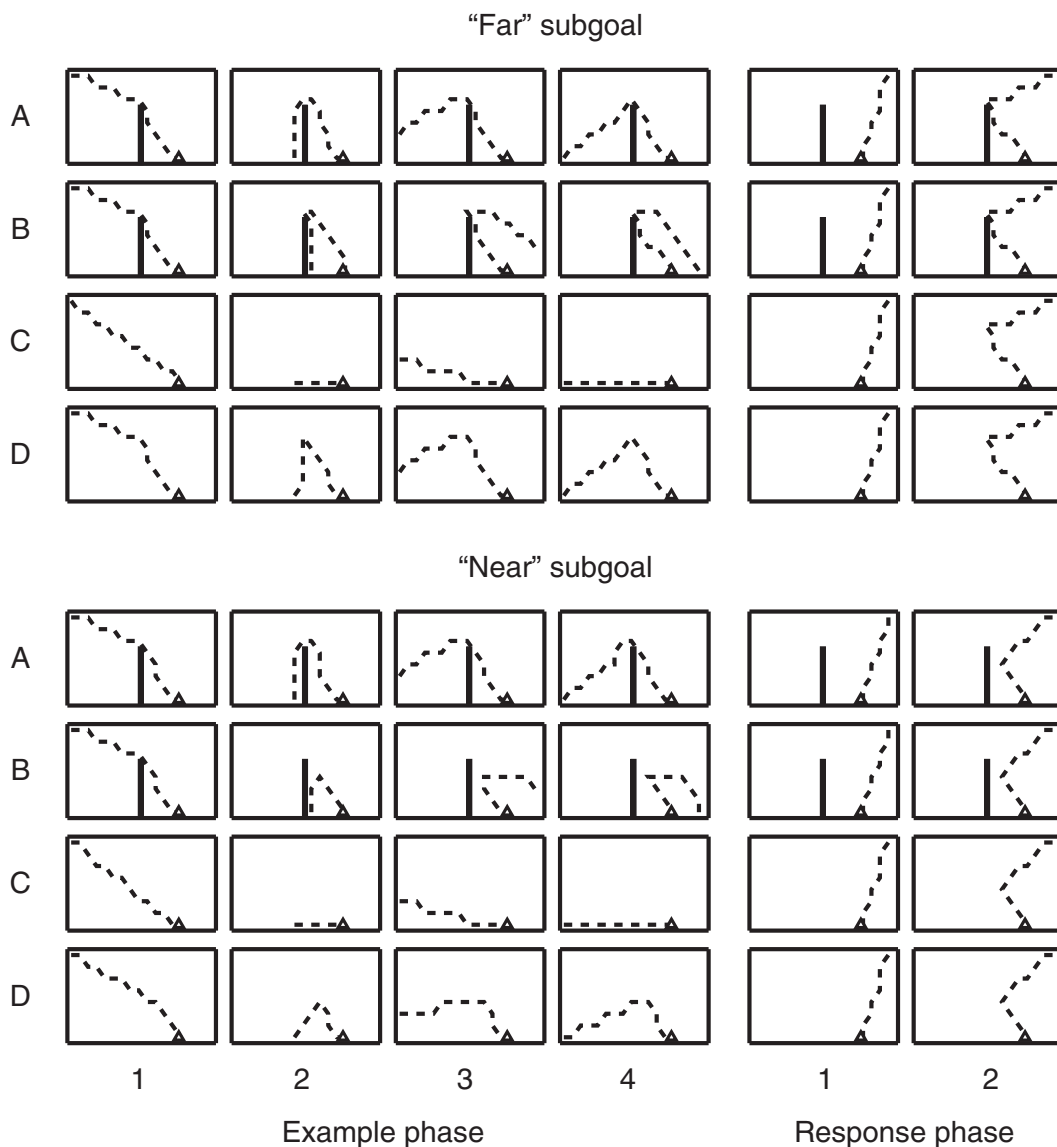 “Far” subgoal
A
B
C
D
“Near” subgoal
A
B
C
D
1 2 3 4 1 2
Example phase Response phase